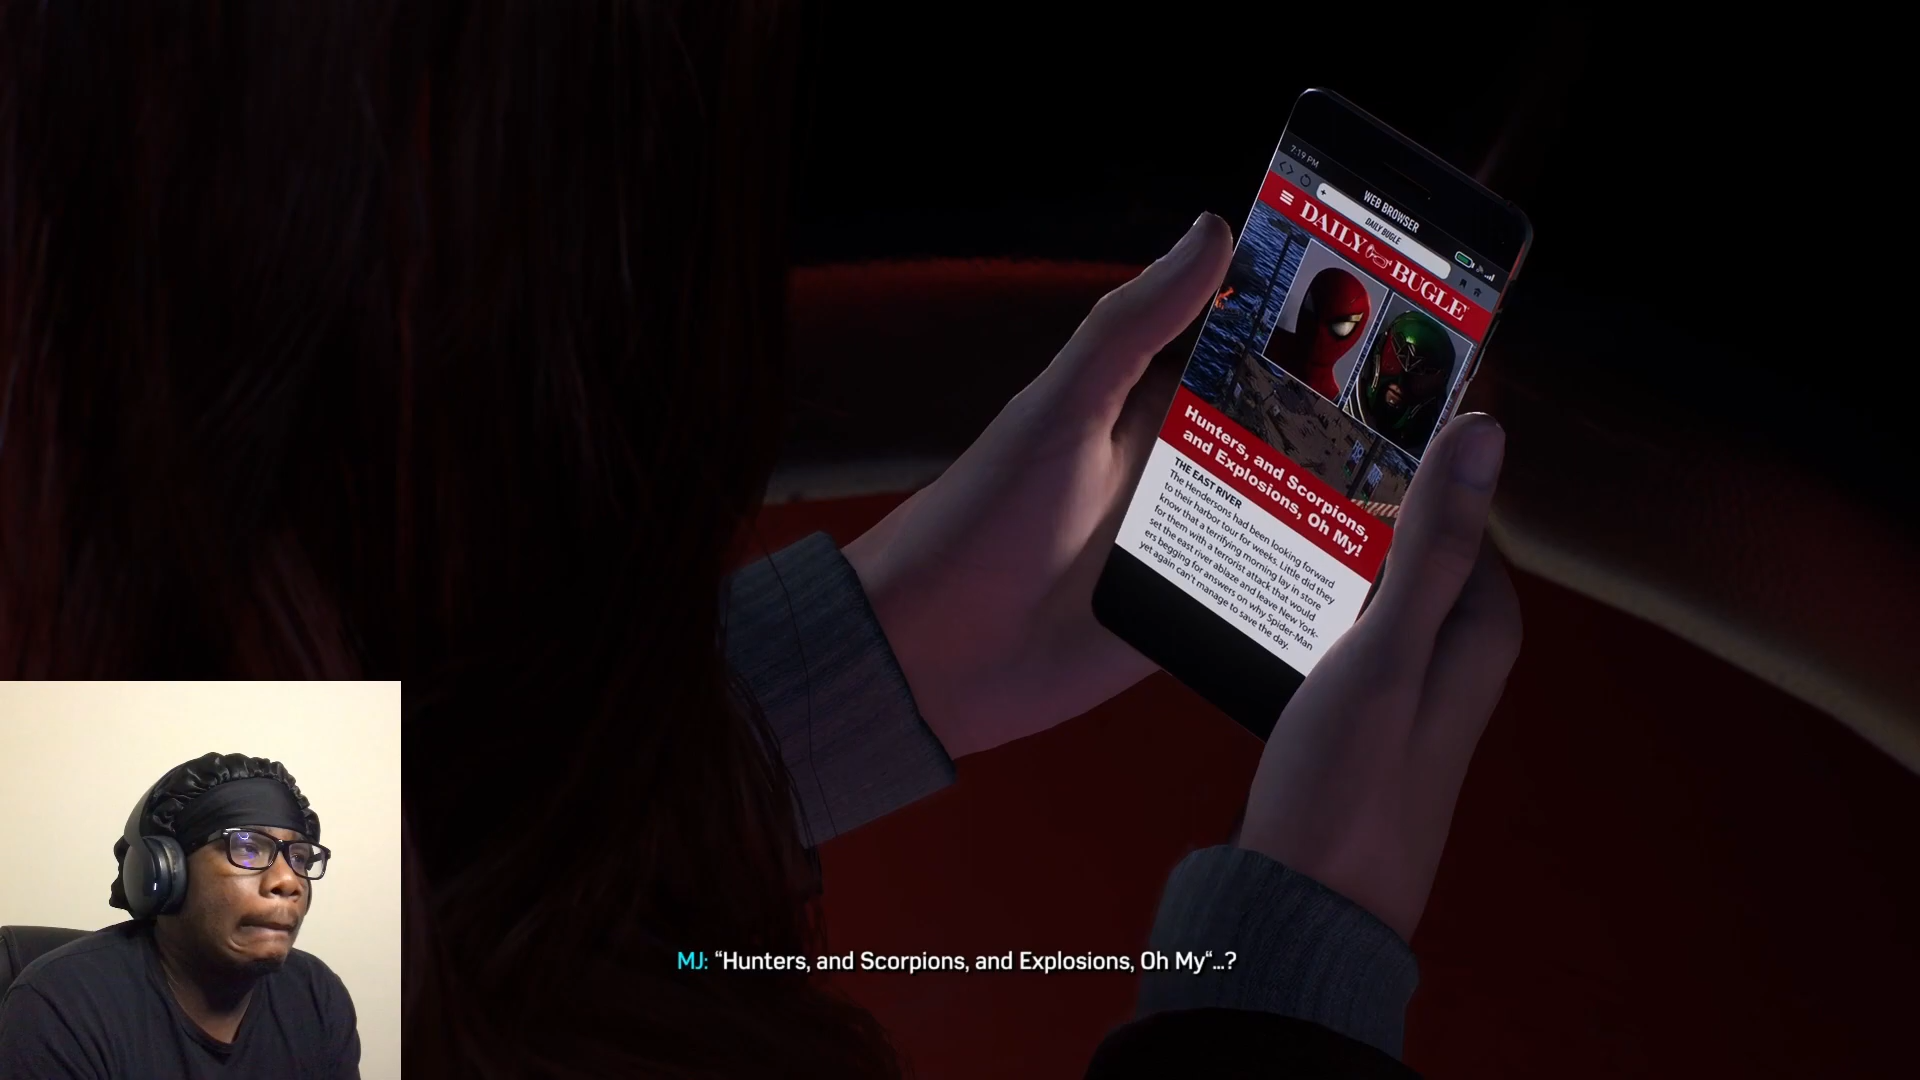 7:19 PM
WEB BROWSER
DAILY BUGLE
DAILY BUGLE
Hunters, and Scorpions,
and Explosions, Oh My!
THE EAST RIVER
The Hendersons had been looking forward
to their harbor tour for weeks. Little did they
know that a terrifying morning lay in store
for them with a terrorist attack that would
set the east river ablaze and leave New York-
ers begging for answers on why Spider-Man
yet again can't manage to save the day.
MJ: “Hunters, and Scorpions, and Explosions, Oh My“...?